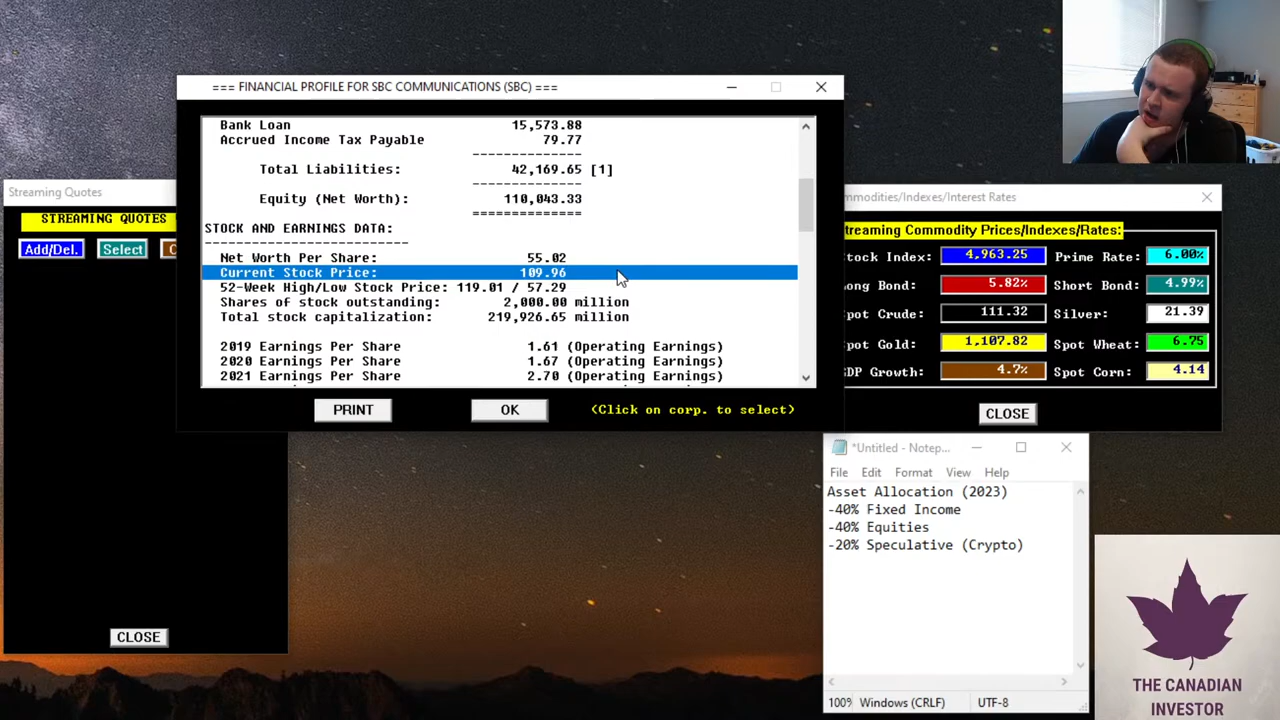 === FINANCIAL PROFILE FOR SBC COMMUNICATIONS (SBC) ===
Bank Loan 15,573.88
Accrued Income Tax Payable 79.77
--------------
Total Liabilities: 42,169.65 [1]
--------------
Equity (Net Worth): 110,043.33
==============
STOCK AND EARNINGS DATA:
--------------------------
Net Worth Per Share: 55.02
Current Stock Price: 109.96
52-Week High/Low Stock Price: 119.01 / 57.29
Shares of stock outstanding: 2,000.00 million
Total stock capitalization: 219,926.65 million
2019 Earnings Per Share 1.61 (Operating Earnings)
2020 Earnings Per Share 1.67 (Operating Earnings)
2021 Earnings Per Share 2.70 (Operating Earnings)
PRINT OK (Click on corp. to select)
Streaming Quotes
STREAMING QUOTES
Add/Del. Select
CLOSE
mmodities/Indexes/Interest Rates
treaming Commodity Prices/Indexes/Rates:
tock Index: 4,963.25 Prime Rate: 6.00%
ong Bond: 5.82% Short Bond: 4.99%
pot Crude: 111.32 Silver: 21.39
pot Gold: 1,107.82 Spot Wheat: 6.75
DP Growth: 4.7% Spot Corn: 4.14
CLOSE
*Untitled - Notep...
File Edit Format View Help
Asset Allocation (2023)
-40% Fixed Income
-40% Equities
-20% Speculative (Crypto)
100% Windows (CRLF) UTF-8
THE CANADIAN
INVESTOR